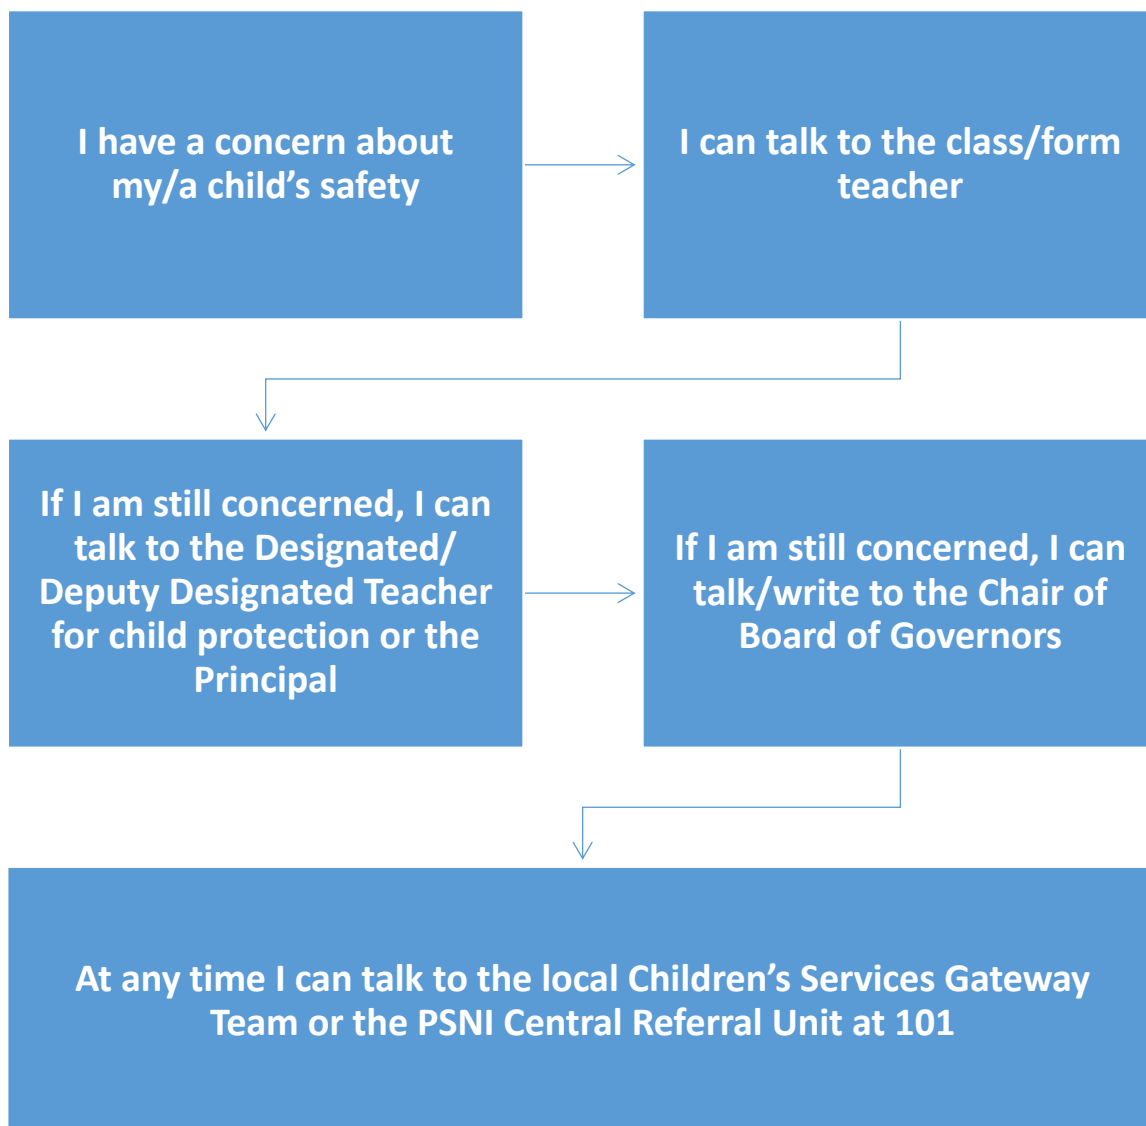 I have a concern about
my/a child’s safety
I can talk to the class/form
teacher
If I am still concerned, I can
talk to the Designated/
Deputy Designated Teacher
for child protection or the
Principal
If I am still concerned, I can
talk/write to the Chair of
Board of Governors
At any time I can talk to the local Children’s Services Gateway
Team or the PSNI Central Referral Unit at 101